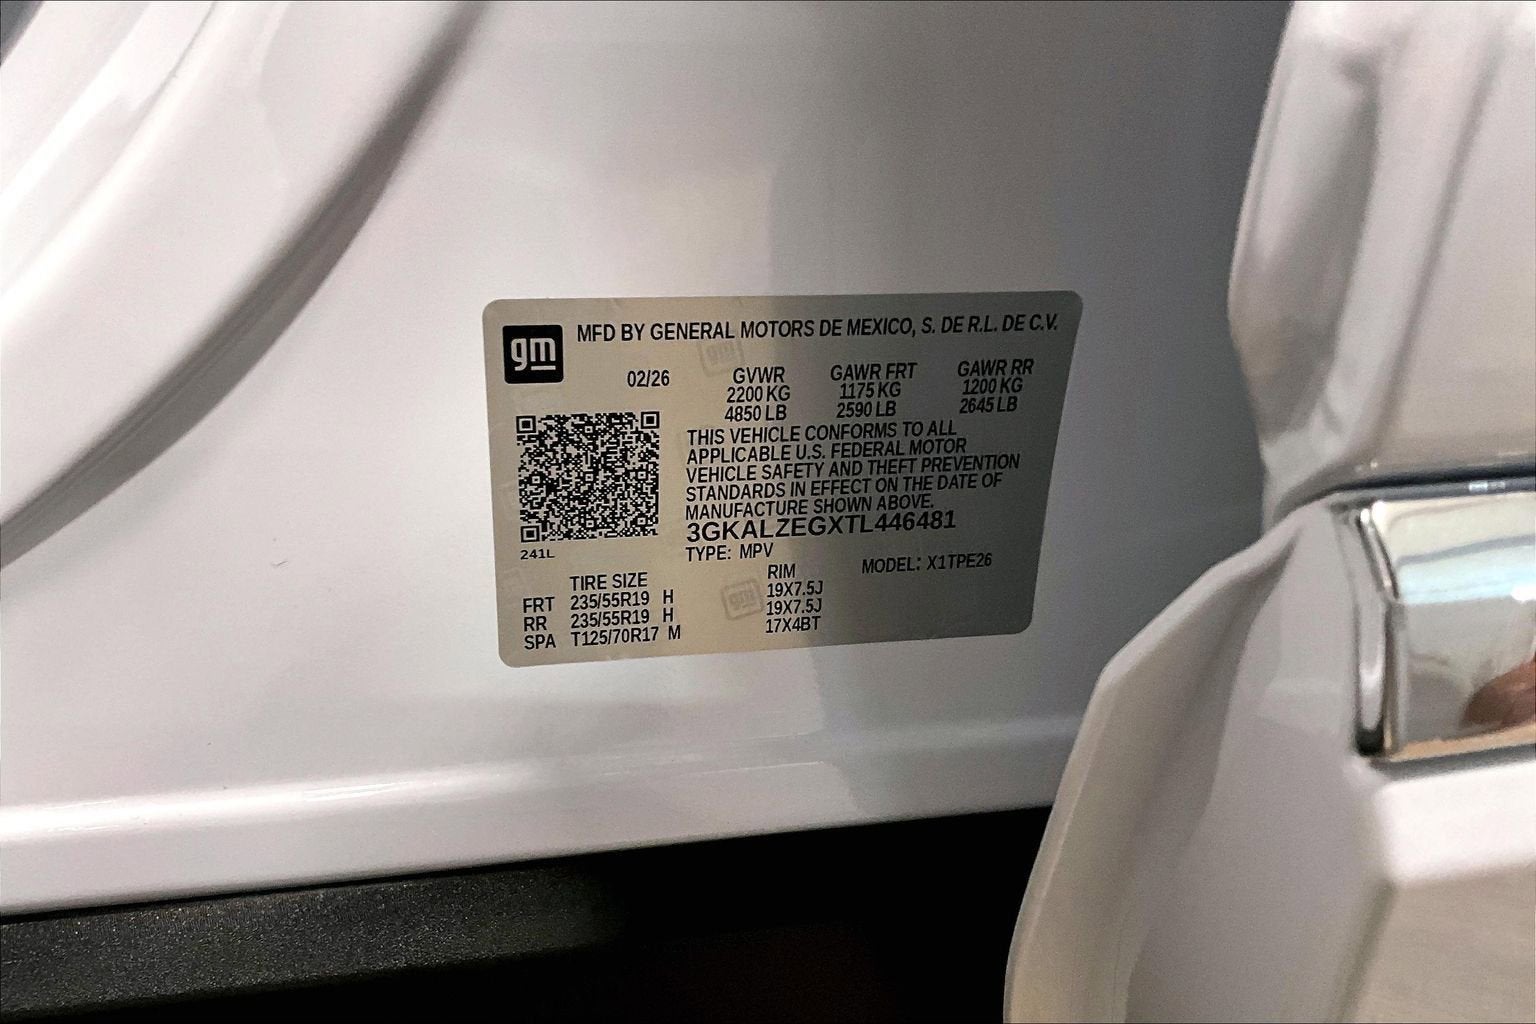 gm
MFD BY GENERAL MOTORS DE MEXICO, S. DE R.L. DE C.V.
02/26 GVWR GAWR FRT GAWR RR
2200 KG 1175 KG 1200 KG
4850 LB 2590 LB 2645 LB
THIS VEHICLE CONFORMS TO ALL
APPLICABLE U.S. FEDERAL MOTOR
VEHICLE SAFETY AND THEFT PREVENTION
STANDARDS IN EFFECT ON THE DATE OF
MANUFACTURE SHOWN ABOVE.
3GKALZEGXTL446481
241L
TYPE: MPV MODEL: X1TPE26
TIRE SIZE RIM
FRT 235/55R19 H 19X7.5J
RR 235/55R19 H 19X7.5J
SPA T125/70R17 M 17X4BT
gm
gm